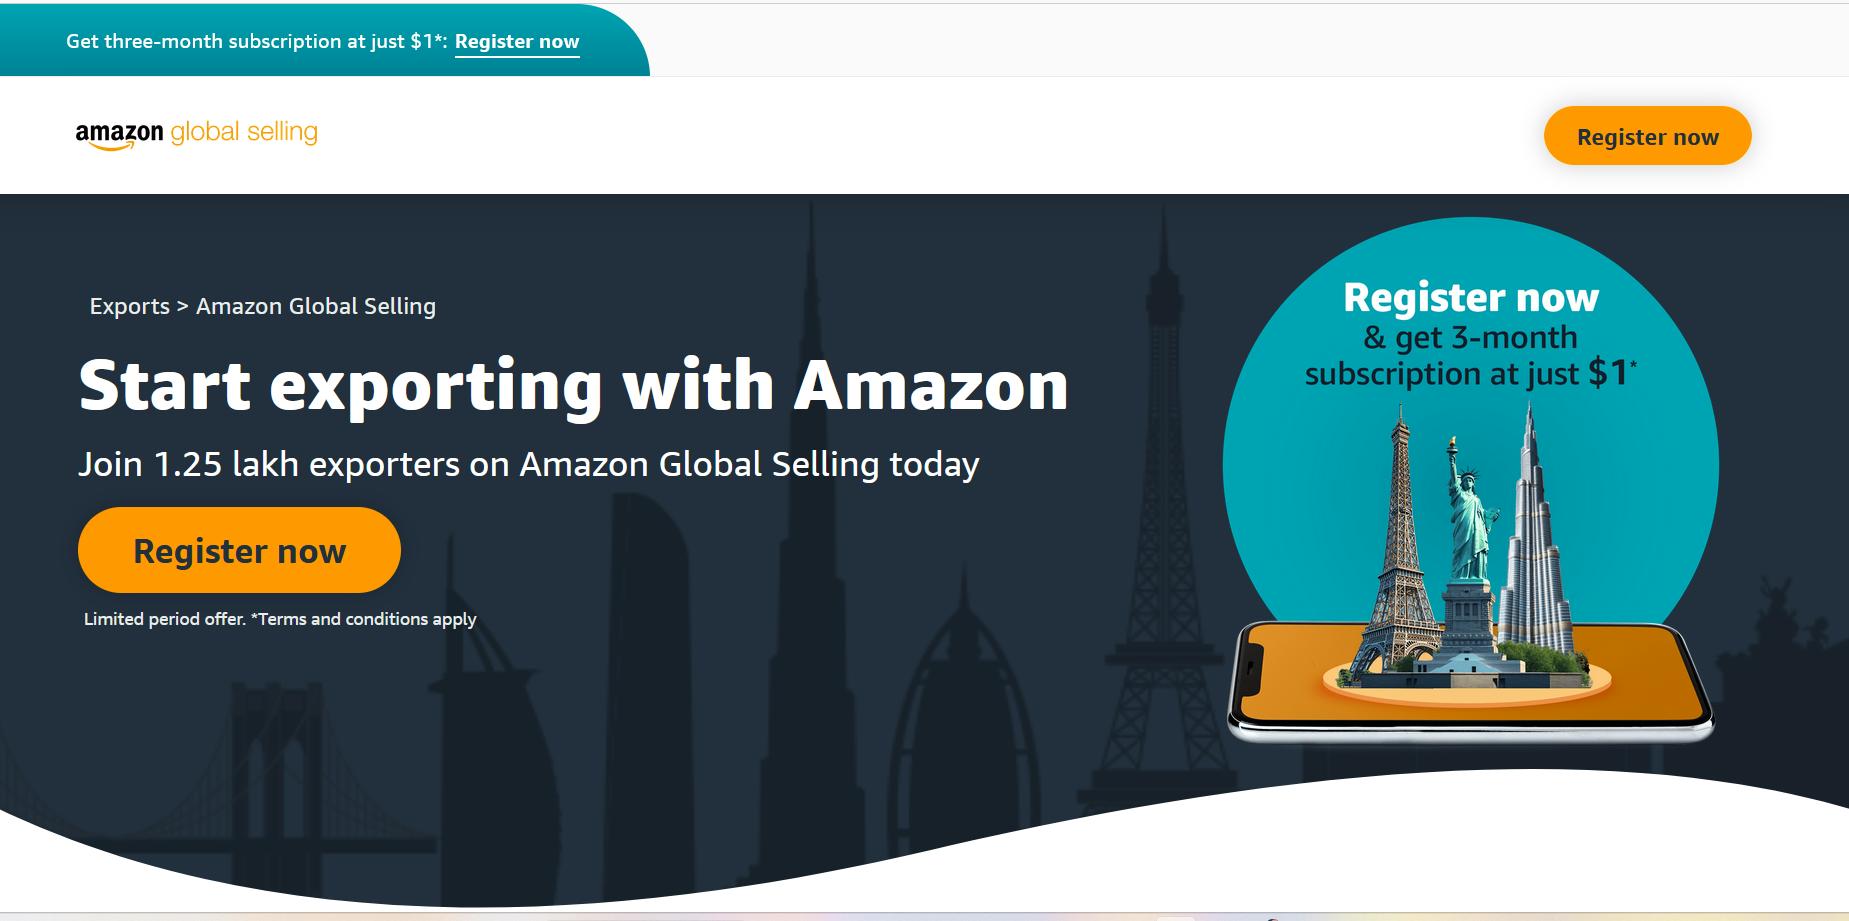 Get three-month subscription at just $1*: Register now
amazon global selling
Register now
Exports > Amazon Global Selling
Start exporting with Amazon
Join 1.25 lakh exporters on Amazon Global Selling today
Register now
Limited period offer. *Terms and conditions apply
Register now
& get 3-month
subscription at just $1*